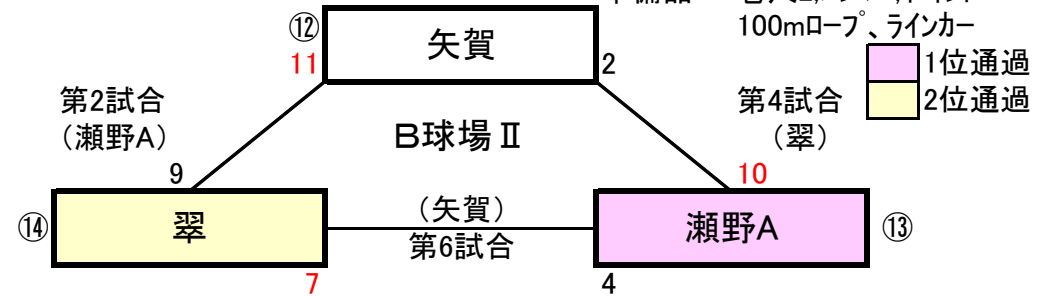 100mロープ、ラインカー
⑫
矢賀
11
2
1位通過
2位通過
第2試合
(瀬野A)
第4試合
(翠)
B球場Ⅱ
9
10
⑭
翠
(矢賀)
第6試合
瀬野A
⑬
7
4